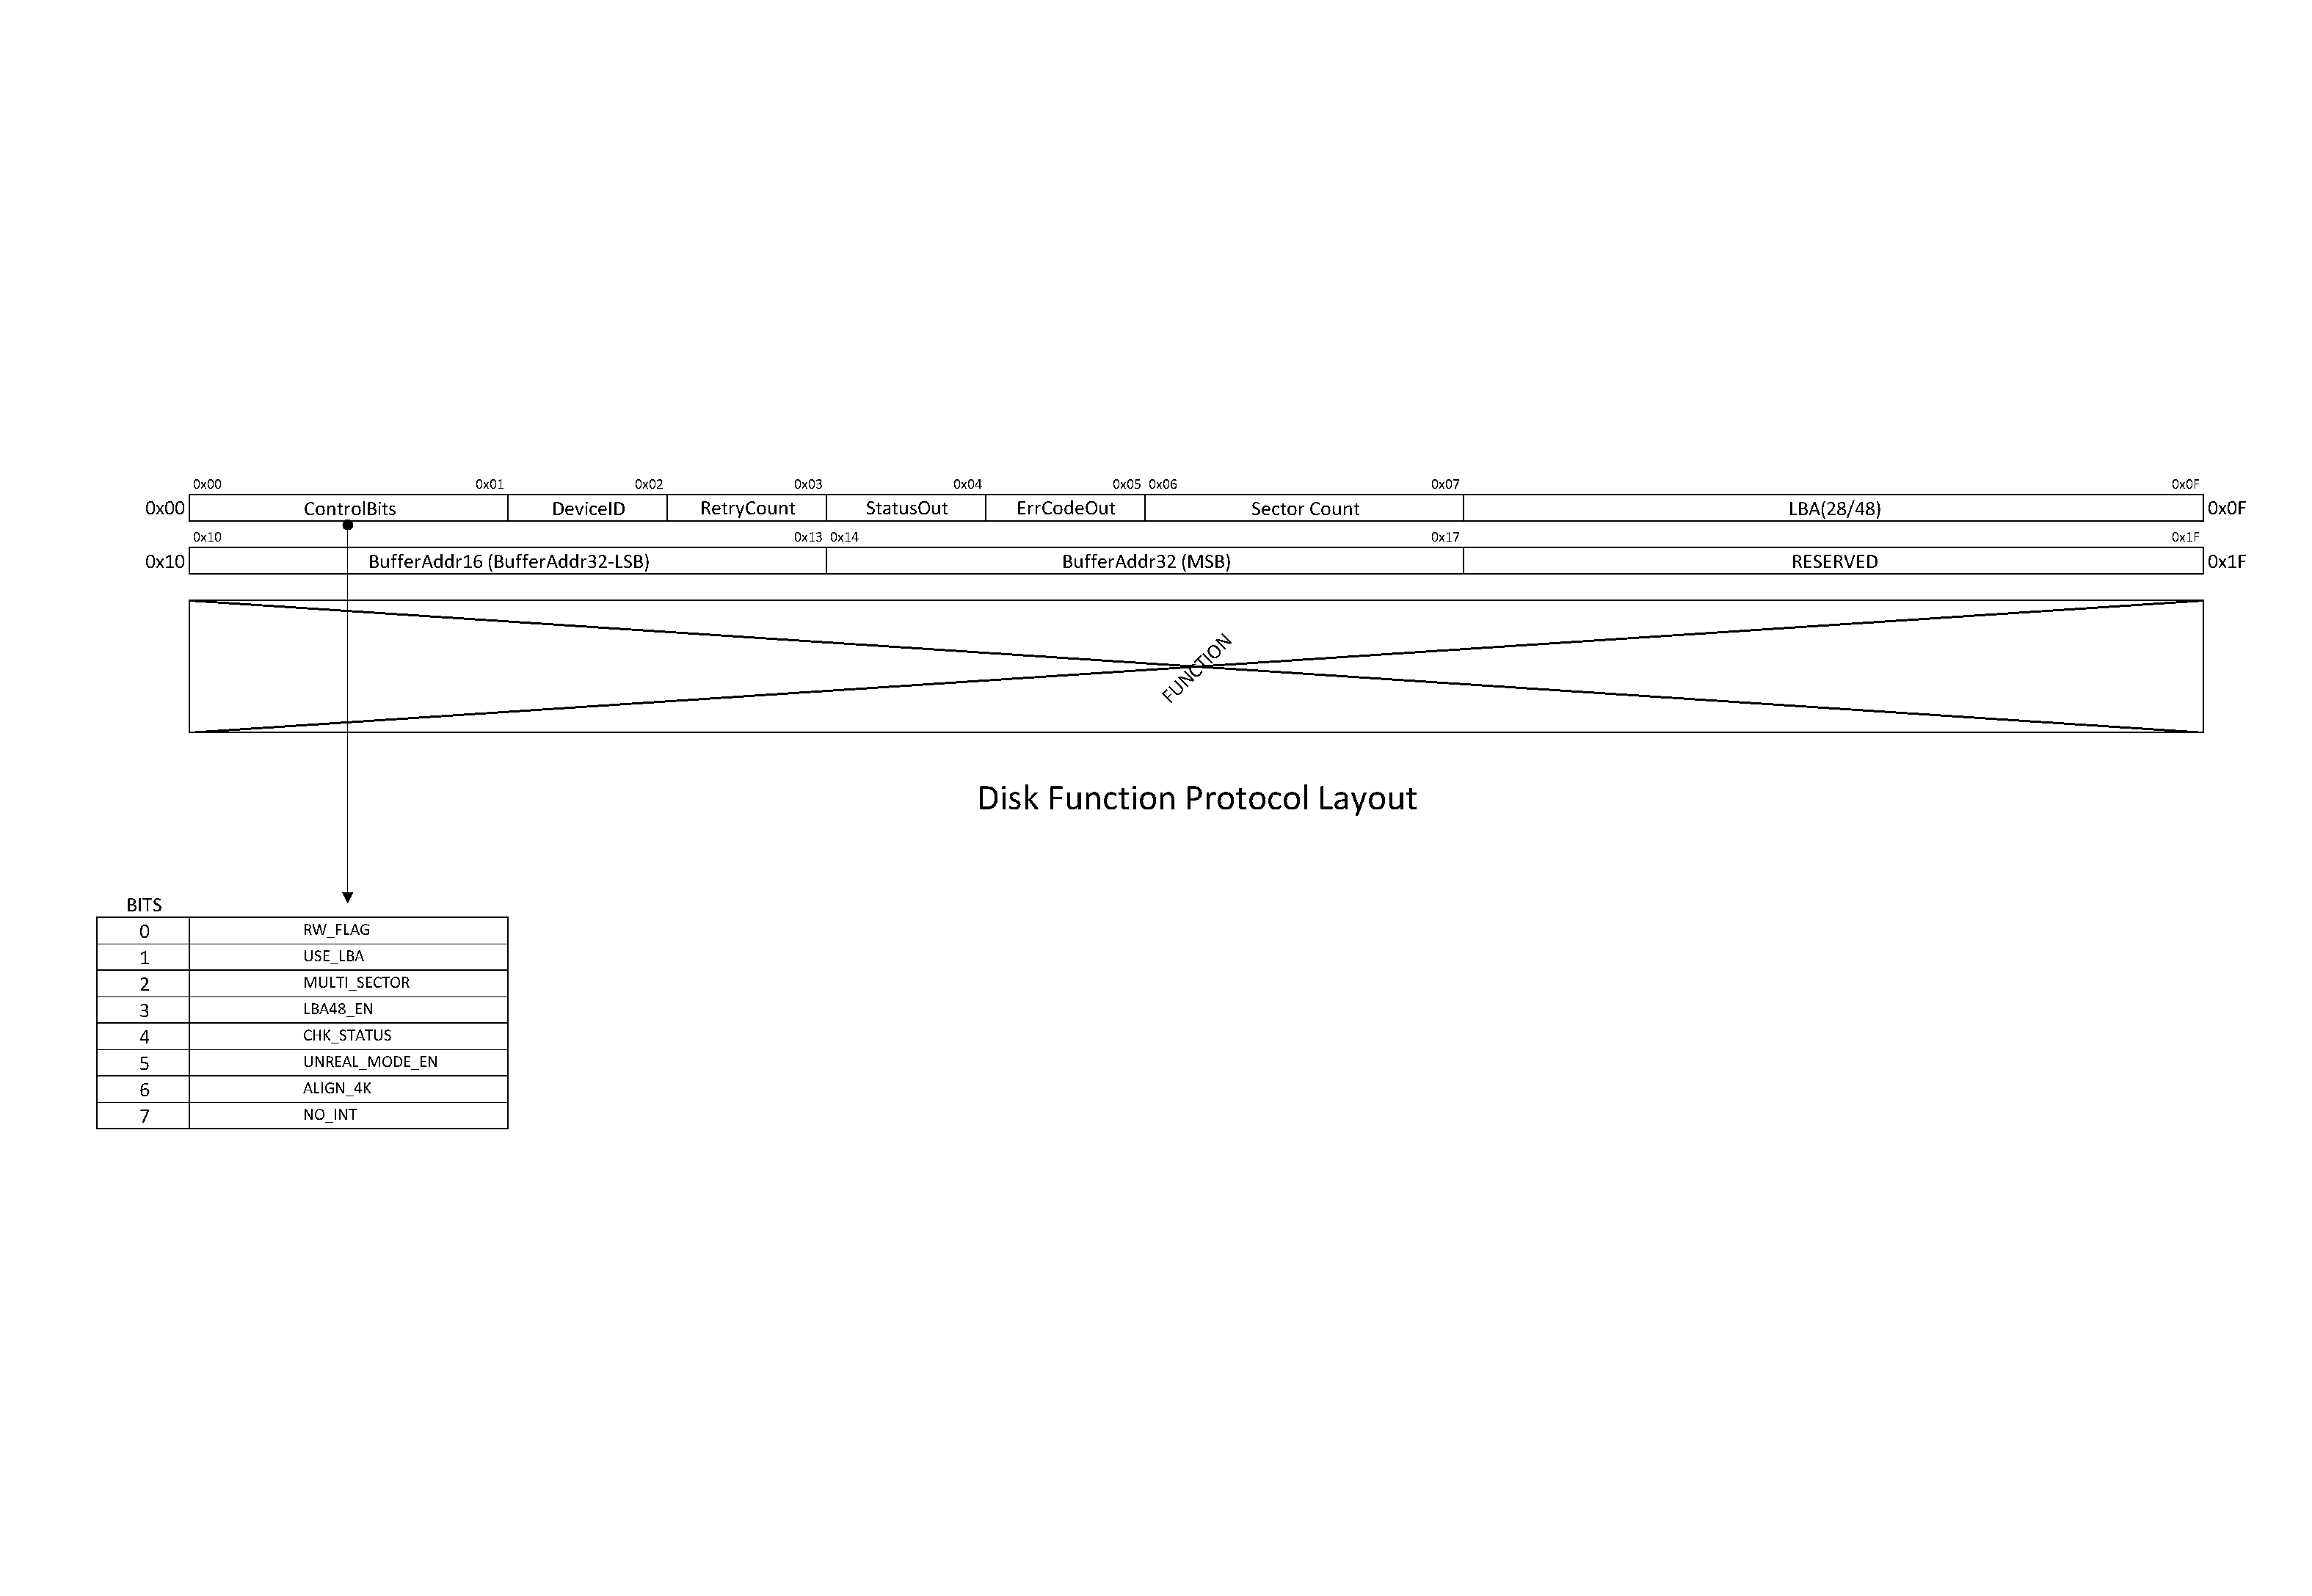 0x00 0x01 0x02 0x03 0x04 0x05 0x06 0x07 0x0F
0x00 ControlBits DeviceID RetryCount StatusOut ErrCodeOut Sector Count LBA(28/48) 0x0F
0x10 0x13 0x14 0x17 0x1F
0x10 BufferAddr16 (BufferAddr32-LSB) BufferAddr32 (MSB) RESERVED 0x1F
FUNCTION
Disk Function Protocol Layout
BITS
0 RW_FLAG
1 USE_LBA
2 MULTI_SECTOR
3 LBA48_EN
4 CHK_STATUS
5 UNREAL_MODE_EN
6 ALIGN_4K
7 NO_INT